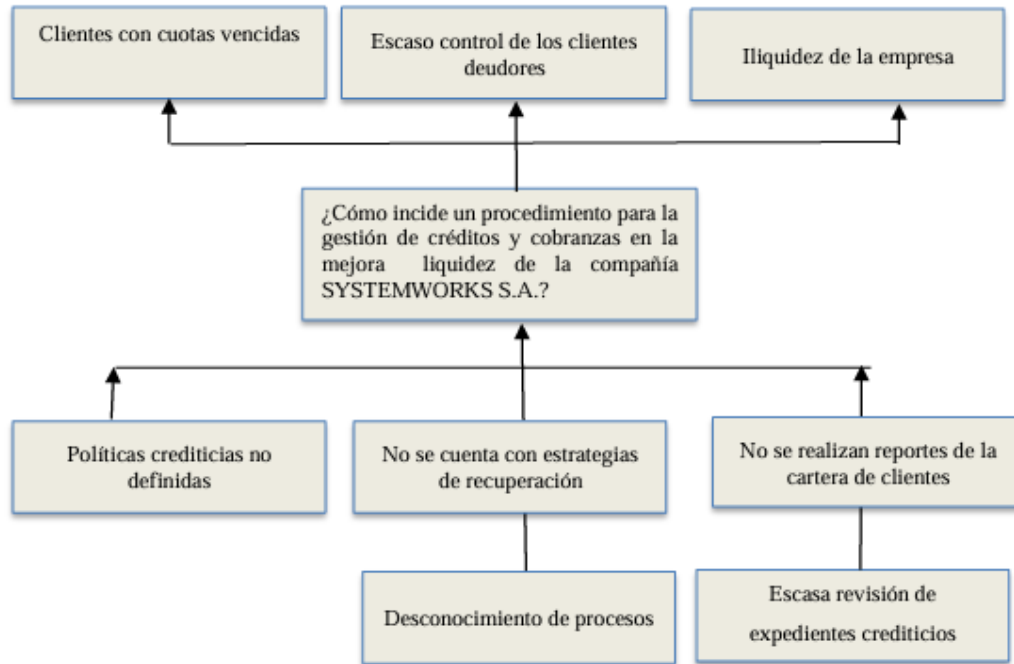 Clientes con cuotas vencidas
Escaso control de los clientes
deudores
Iliquidez de la empresa
¿Cómo incide un procedimiento para la
gestión de créditos y cobranzas en la
mejora liquidez de la compañía
SYSTEMWORKS S.A.?
Políticas crediticias no
definidas
No se cuenta con estrategias
de recuperación
No se realizan reportes de la
cartera de clientes
Desconocimiento de procesos
Escasa revisión de
expedientes crediticios